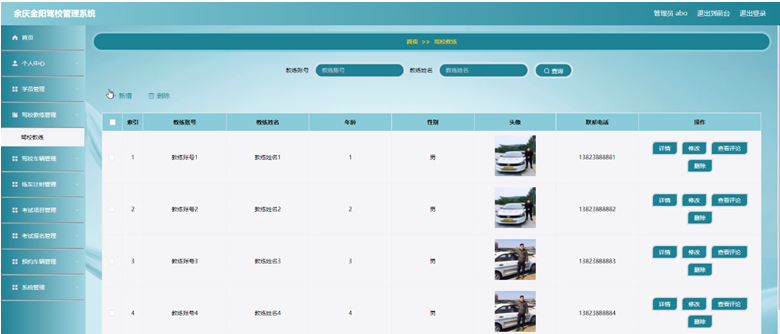 余庆金阳驾校管理系统
管理员 abo 退出到前台 退出登录
首页
个人中心
学员管理
驾校教练管理
驾校教练
驾校车辆管理
练车计时管理
考试项目管理
考试报名管理
预约车辆管理
系统管理
首页 >> 驾校教练
教练账号 教练账号 教练姓名 教练姓名 查询
新增 删除
索引 教练账号 教练姓名 年龄 性别 头像 联系电话 操作
1 教练账号1 教练姓名1 1 男 13823888881 详情 修改 查看评论
删除
2 教练账号2 教练姓名2 2 男 13823888882 详情 修改 查看评论
删除
3 教练账号3 教练姓名3 3 男 13823888883 详情 修改 查看评论
删除
4 教练账号4 教练姓名4 4 男 13823888884 详情 修改 查看评论
删除